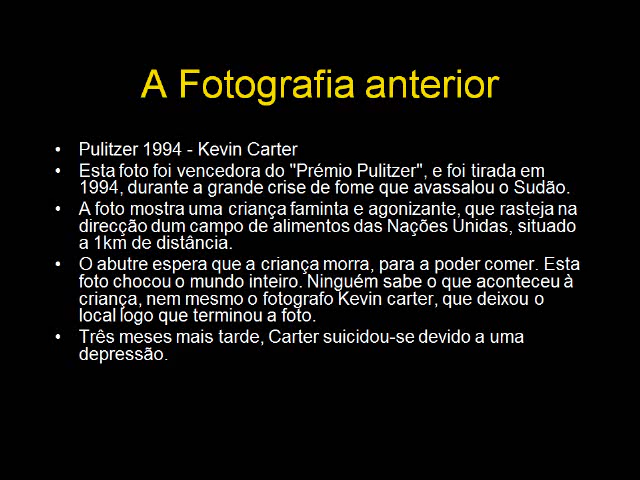 A Fotografia anterior
• Pulitzer 1994 - Kevin Carter
• Esta foto foi vencedora do "Prémio Pulitzer", e foi tirada em
1994, durante a grande crise de fome que avassalou o Sudão.
• A foto mostra uma criança faminta e agonizante, que rasteja na
direcção dum campo de alimentos das Nações Unidas, situado
a 1km de distância.
• O abutre espera que a criança morra, para a poder comer. Esta
foto chocou o mundo inteiro. Ninguém sabe o que aconteceu à
criança, nem mesmo o fotografo Kevin carter, que deixou o
local logo que terminou a foto.
• Três meses mais tarde, Carter suicidou-se devido a uma
depressão.